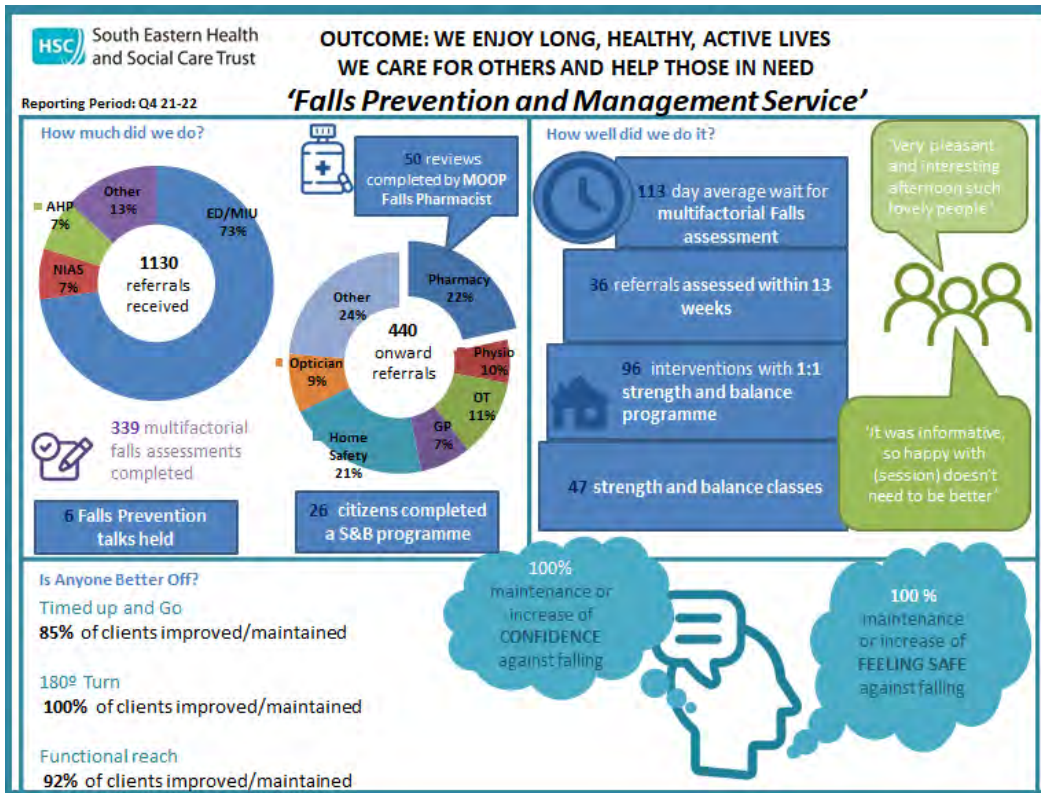 HSC
South Eastern Health
and Social Care Trust
OUTCOME: WE ENJOY LONG, HEALTHY, ACTIVE LIVES
WE CARE FOR OTHERS AND HELP THOSE IN NEED
'Falls Prevention and Management Service'
Reporting Period: Q4 21-22
How much did we do?
Other
13%
AHP
7%
NIAS
7%
ED/MIU
73%
1130
referrals
received
50 reviews
completed by MOOP
Falls Pharmacist
Pharmacy
22%
Other
24%
440
onward
referrals
Optician
9%
Physio
10%
OT
11%
GP
7%
Home
Safety
21%
339 multifactorial
falls assessments
completed
6 Falls Prevention
talks held
26 citizens completed
a S&B programme
How well did we do it?
113 day average wait for
multifactorial Falls
assessment
36 referrals assessed within 13
weeks
96 interventions with 1:1
strength and balance
programme
47 strength and balance classes
'Very pleasant
and interesting
afternoon such
lovely people'
'It was informative,
so happy with
(session) doesn't
need to be better'
Is Anyone Better Off?
Timed up and Go
85% of clients improved/maintained
180º Turn
100% of clients improved/maintained
Functional reach
92% of clients improved/maintained
100%
maintenance or
increase of
CONFIDENCE
against falling
100 %
maintenance
or increase of
FEELING SAFE
against falling